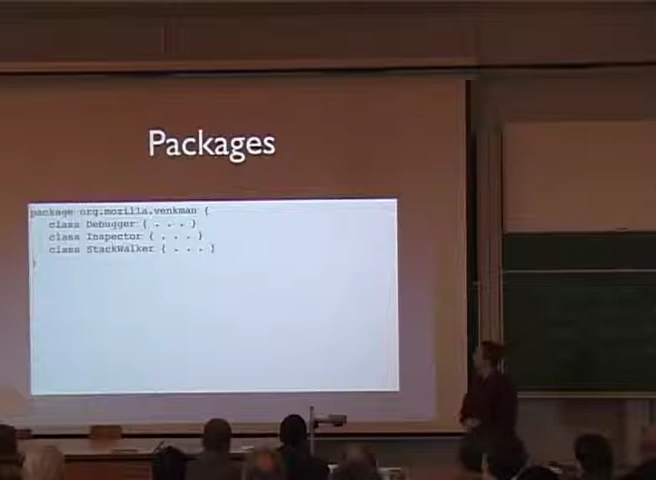 Packages
package org.mozilla.venkman {
class Debugger { . . . }
class Inspector { . . . }
class StackWalker { . . . }
}